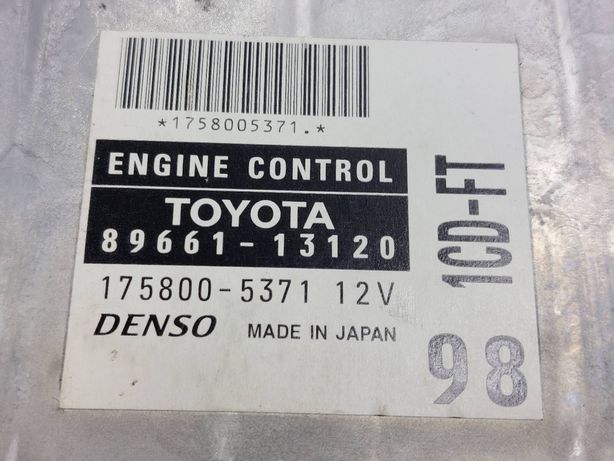 *1758005371.*
ENGINE CONTROL
TOYOTA
89661-13120
175800-5371 12V
DENSO MADE IN JAPAN
1CD-FT
98